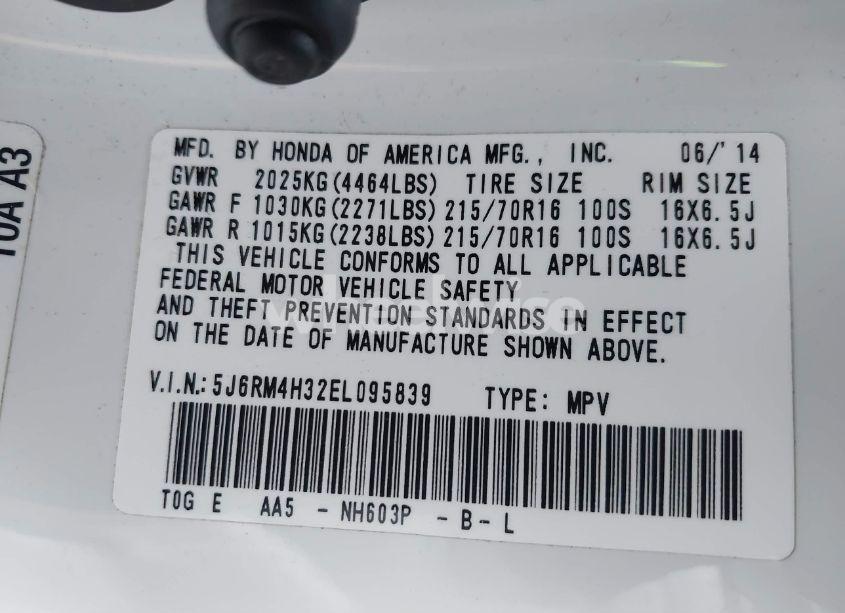 10A A3
MFD. BY HONDA OF AMERICA MFG., INC. 06/'14
GVWR 2025KG(4464LBS) TIRE SIZE RIM SIZE
GAWR F 1030KG(2271LBS) 215/70R16 100S 16X6.5J
GAWR R 1015KG(2238LBS) 215/70R16 100S 16X6.5J
THIS VEHICLE CONFORMS TO ALL APPLICABLE
FEDERAL MOTOR VEHICLE SAFETY
AND THEFT PREVENTION STANDARDS IN EFFECT
ON THE DATE OF MANUFACTURE SHOWN ABOVE.
V.I.N.: 5J6RM4H32EL095839 TYPE: MPV
T0G E AA5 - NH603P - B - L